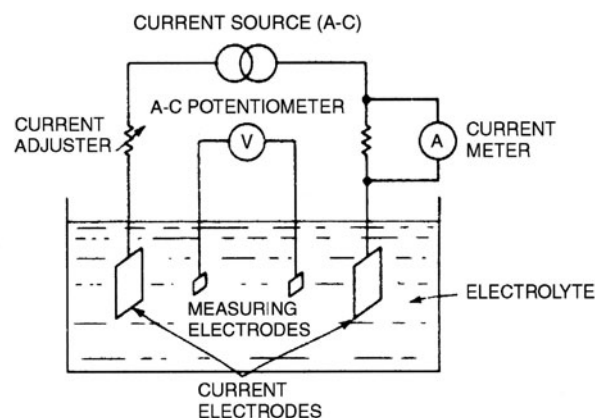 CURRENT SOURCE (A-C)
A-C POTENTIOMETER
CURRENT
ADJUSTER
V
A
CURRENT
METER
MEASURING
ELECTRODES
ELECTROLYTE
CURRENT
ELECTRODES